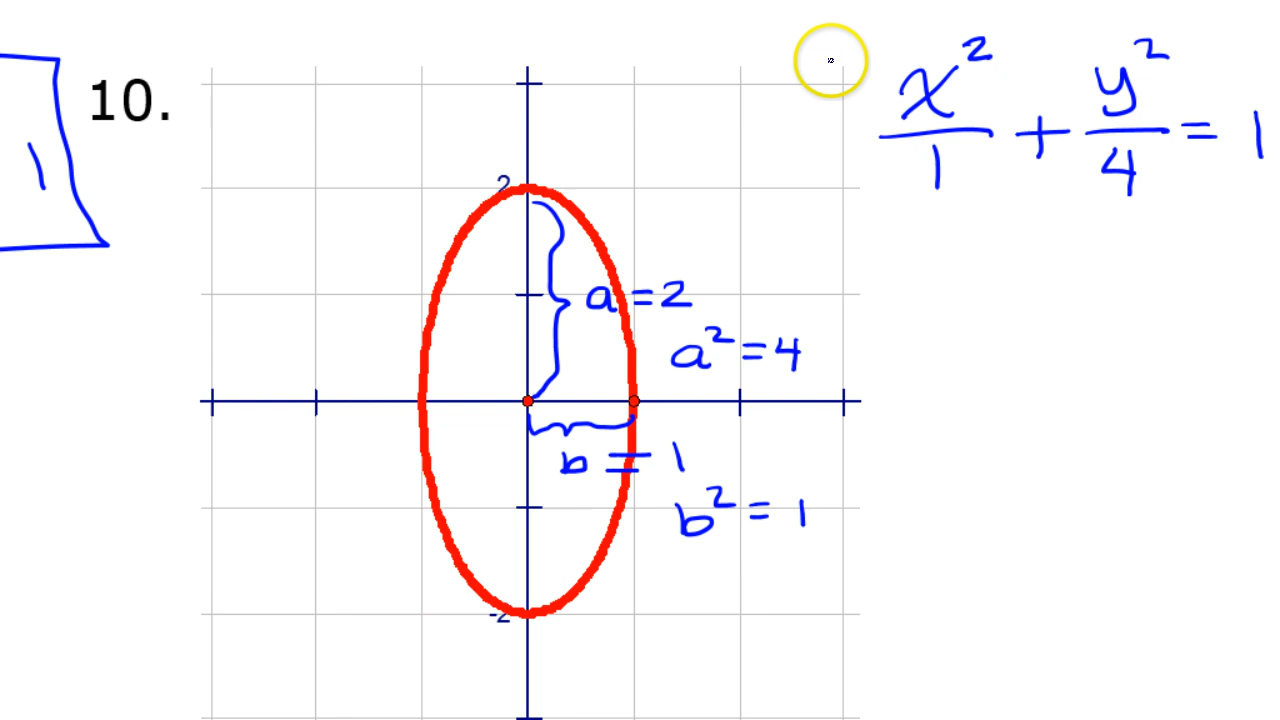 1
10.
x²/1 + y²/4 = 1
2
a = 2
a² = 4
b = 1
b² = 1
-2